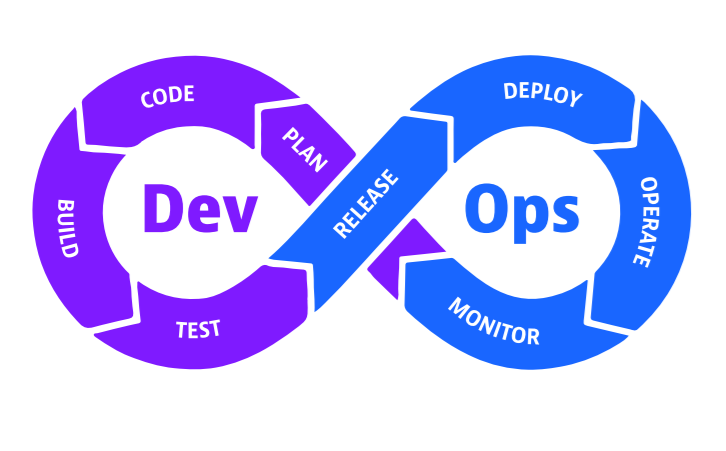 CODE
PLAN
BUILD
Dev
TEST
RELEASE
DEPLOY
OPERATE
Ops
MONITOR